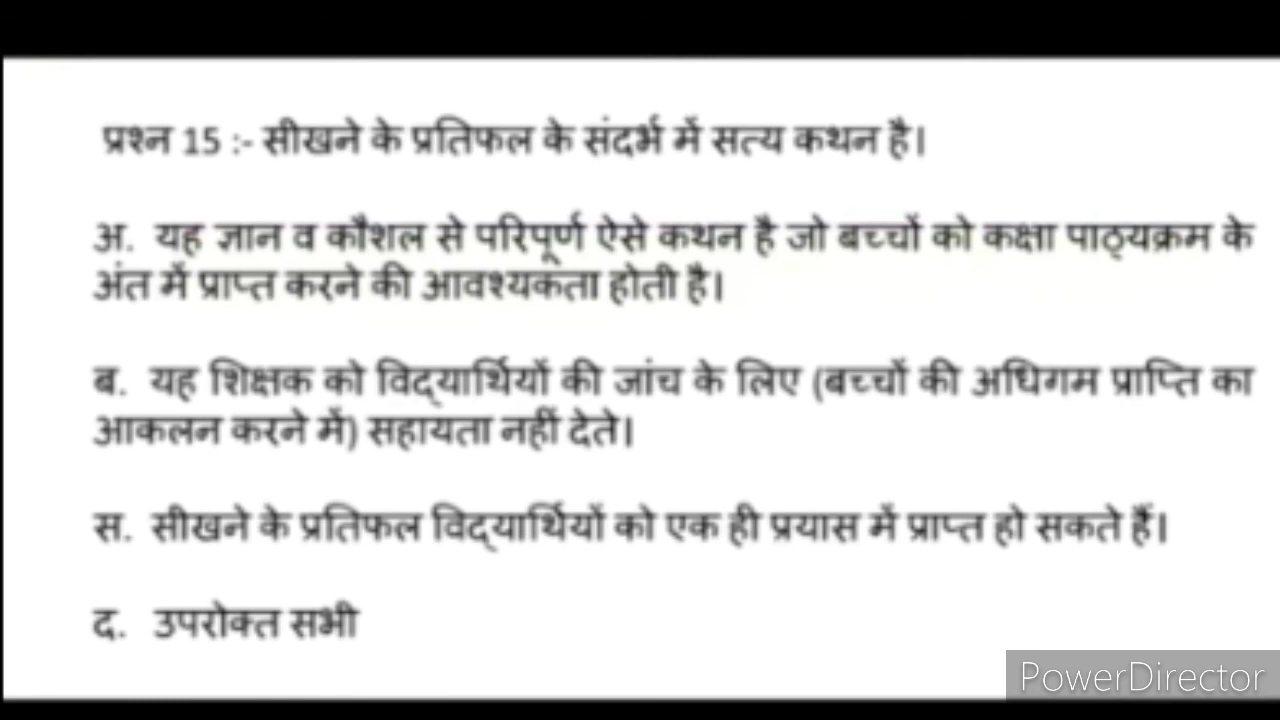 प्रश्न 15 :- सीखने के प्रतिफल के संदर्भ में सत्य कथन है।
अ. यह ज्ञान व कौशल से परिपूर्ण ऐसे कथन है जो बच्चों को कक्षा पाठ्यक्रम के
अंत में प्राप्त करने की आवश्यकता होती है।
ब. यह शिक्षक को विद्यार्थियों की जांच के लिए (बच्चों की अधिगम प्राप्ति का
आकलन करने में) सहायता नहीं देते।
स. सीखने के प्रतिफल विद्यार्थियों को एक ही प्रयास में प्राप्त हो सकते हैं।
द. उपरोक्त सभी
PowerDirector